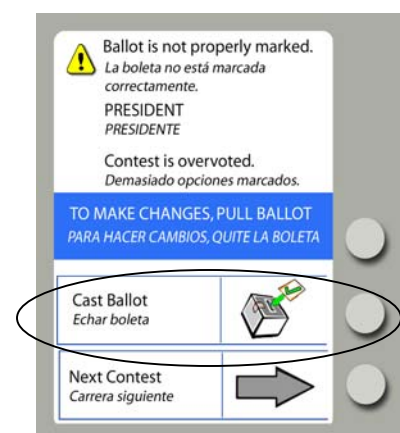 Ballot is not properly marked.
La boleta no está marcada
correctamente.
PRESIDENT
PRESIDENTE
Contest is overvoted.
Demasiado opciones marcados.
TO MAKE CHANGES, PULL BALLOT
PARA HACER CAMBIOS, QUITE LA BOLETA
Cast Ballot
Echar boleta
Next Contest
Carrera siguiente